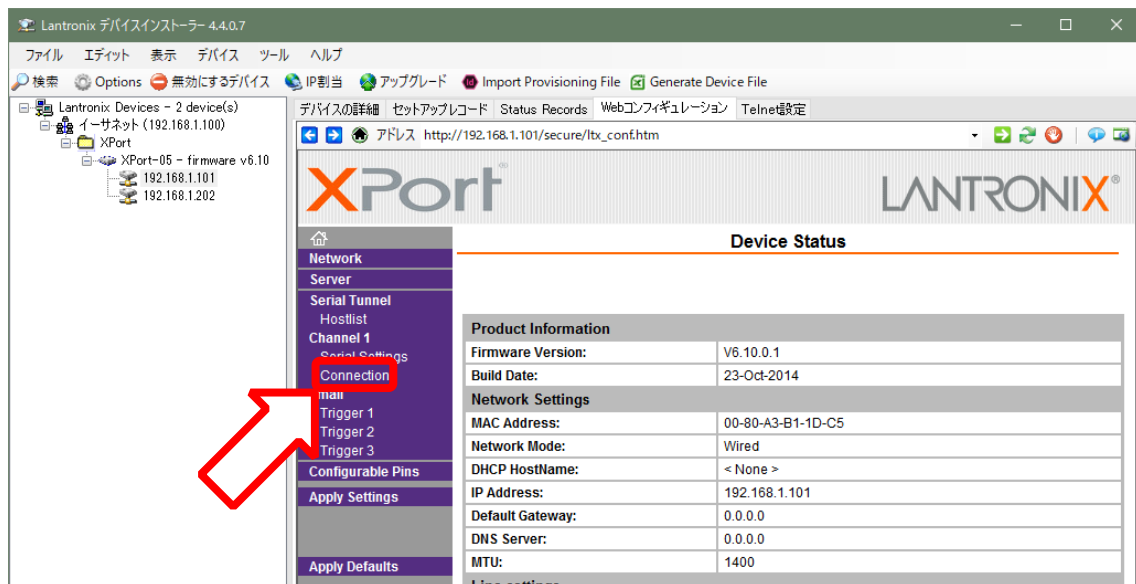 Lantronix デバイスインストーラー 4.4.0.7
ファイル エディット 表示 デバイス ツール ヘルプ
検索 Options 無効にするデバイス IP割当 アップグレード Import Provisioning File Generate Device File
Lantronix Devices - 2 device(s)
イーサネット (192.168.1.100)
XPort
XPort-05 - firmware v6.10
192.168.1.101
192.168.1.202
デバイスの詳細 セットアップレコード Status Records Webコンフィギュレーション Telnet設定
アドレス http://192.168.1.101/secure/ltx_conf.htm
XPort®
LANTRONIX®
Network
Server
Serial Tunnel
Hostlist
Channel 1
Serial Settings
Connection
Trigger 1
Trigger 2
Trigger 3
Configurable Pins
Apply Settings
Apply Defaults
Device Status
Product Information
Firmware Version: V6.10.0.1
Build Date: 23-Oct-2014
Network Settings
MAC Address: 00-80-A3-B1-1D-C5
Network Mode: Wired
DHCP HostName: < None >
IP Address: 192.168.1.101
Default Gateway: 0.0.0.0
DNS Server: 0.0.0.0
MTU: 1400